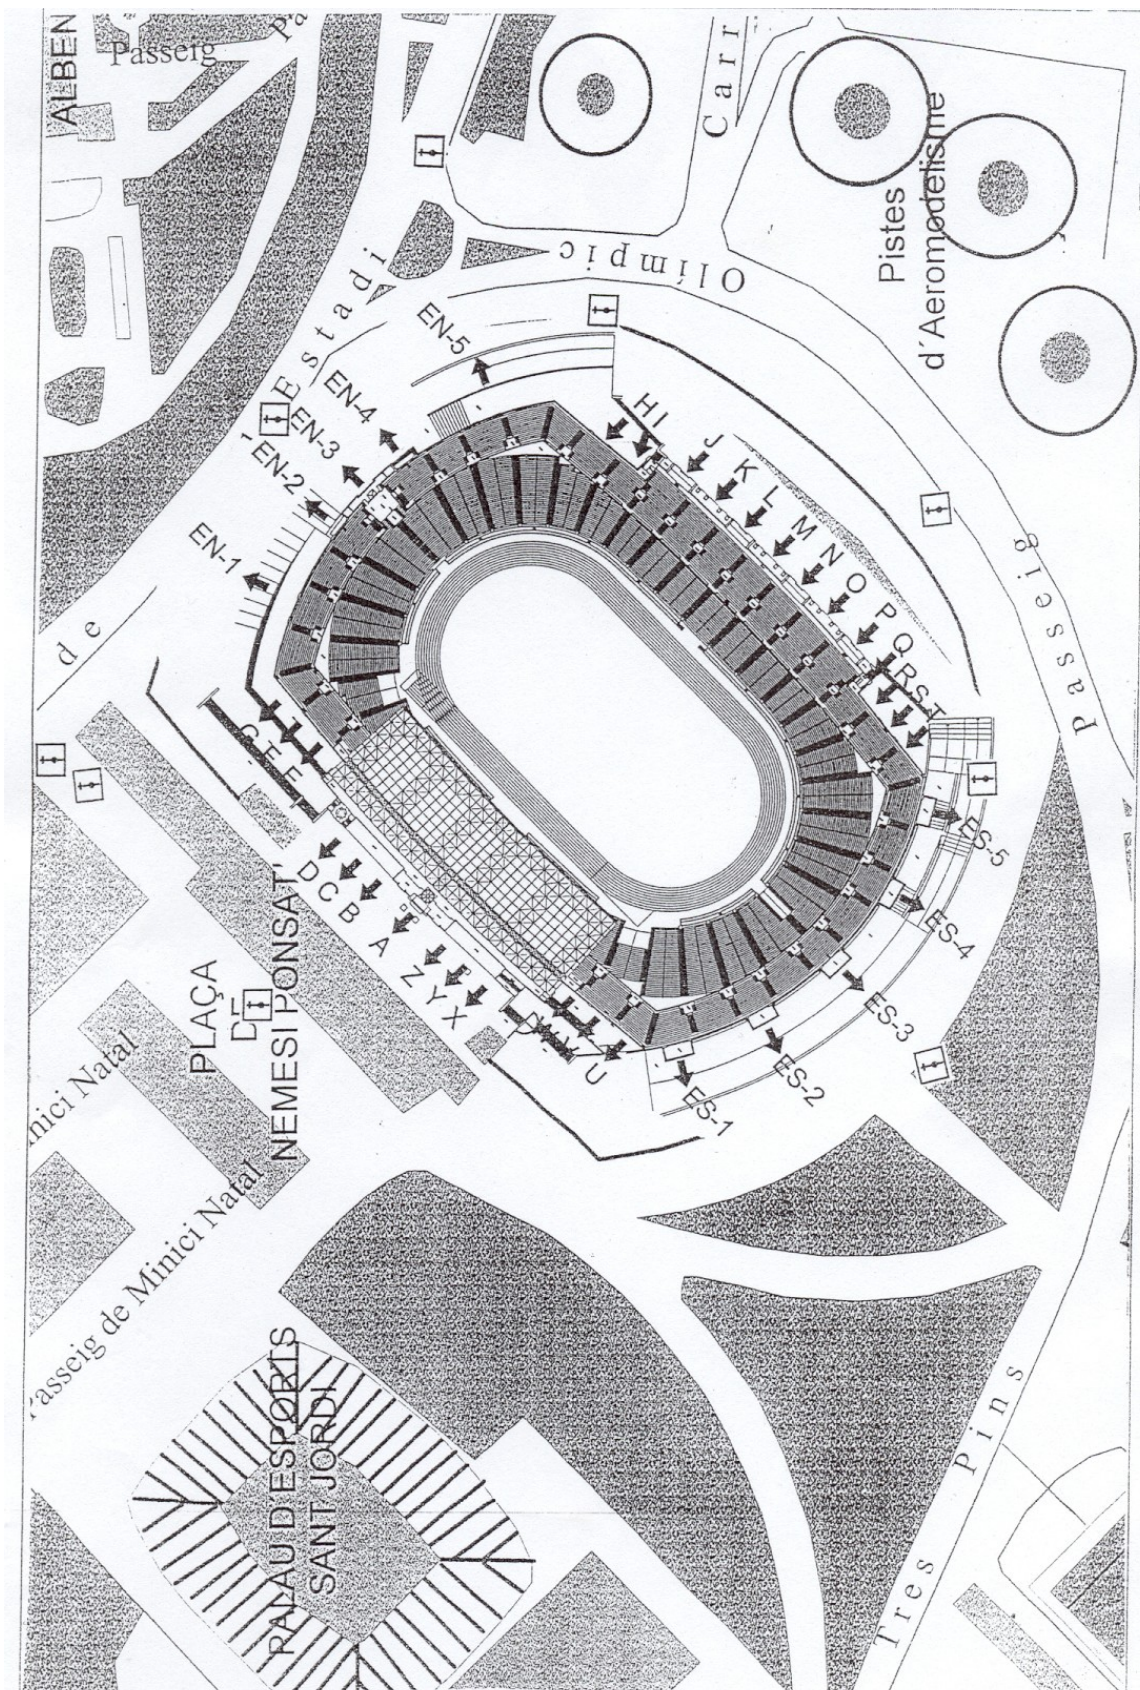 ALBEN
Passeig
Pa
Carr
Pistes
d'Aeromodelisme
Olímpic
Estadi
de
Passeig
EN-5
EN-4
EN-3
EN-2
EN-1
H
I
J
K
L
M
N
O
P
Q
R
S
T
G
F
E
D
C
B
A
Z
Y
X
W
V
U
ES-5
ES-4
ES-3
ES-2
ES-1
PLAÇA
DE
NEMESI PONSATI
inici Natal
Passeig de Minici Natal
PALAU D'ESPORTS
SANT JORDI
Tres Pins